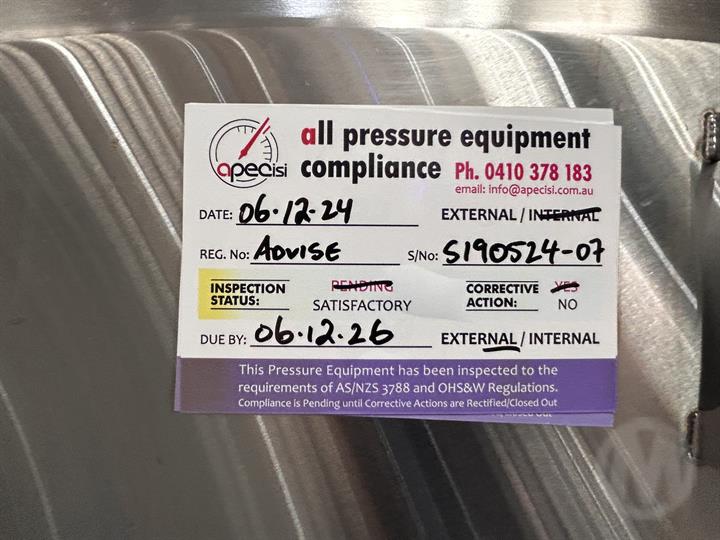 apecisi
all pressure equipment
compliance Ph. 0410 378 183
email: info@apecisi.com.au
DATE: 06.12.24 EXTERNAL / INTERNAL
REG. No: ADVISE S/No: S190524-07
INSPECTION STATUS: PENDING SATISFACTORY CORRECTIVE ACTION: YES NO
DUE BY: 06.12.26 EXTERNAL / INTERNAL
This Pressure Equipment has been inspected to the
requirements of AS/NZS 3788 and OHS&W Regulations.
Compliance is Pending until Corrective Actions are Rectified/Closed Out
Closed Out
M